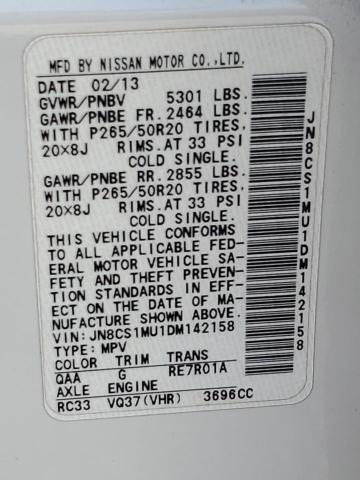 MFD BY NISSAN MOTOR CO.,LTD.
DATE 02/13
GVWR/PNBV 5301 LBS.
GAWR/PNBE FR. 2464 LBS.
WITH P265/50R20 TIRES,
20×8J RIMS. AT 33 PSI
COLD SINGLE.
GAWR/PNBE RR. 2855 LBS.
WITH P265/50R20 TIRES,
20×8J RIMS. AT 33 PSI
COLD SINGLE.
THIS VEHICLE CONFORMS
TO ALL APPLICABLE FED-
ERAL MOTOR VEHICLE SA-
FETY AND THEFT PREVEN-
TION STANDARDS IN EFF-
ECT ON THE DATE OF MA-
NUFACTURE SHOWN ABOVE.
VIN: JN8CS1MU1DM142158
TYPE: MPV
COLOR TRIM TRANS
QAA G RE7R01A
AXLE ENGINE
RC33 VQ37(VHR) 3696CC
JN8CS1MU1DM142158